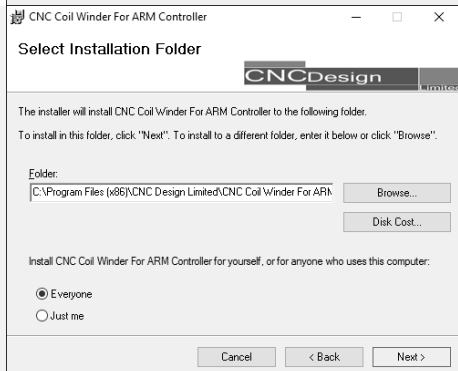 CNC Coil Winder For ARM Controller
Select Installation Folder
CNCDesign
Limited
The installer will install CNC Coil Winder For ARM Controller to the following folder.
To install in this folder, click "Next". To install to a different folder, enter it below or click "Browse".
Folder:
C:\Program Files (x86)\CNC Design Limited\CNC Coil Winder For ARM
Browse...
Disk Cost...
Install CNC Coil Winder For ARM Controller for yourself, or for anyone who uses this computer:
Everyone
Just me
Cancel < Back Next >